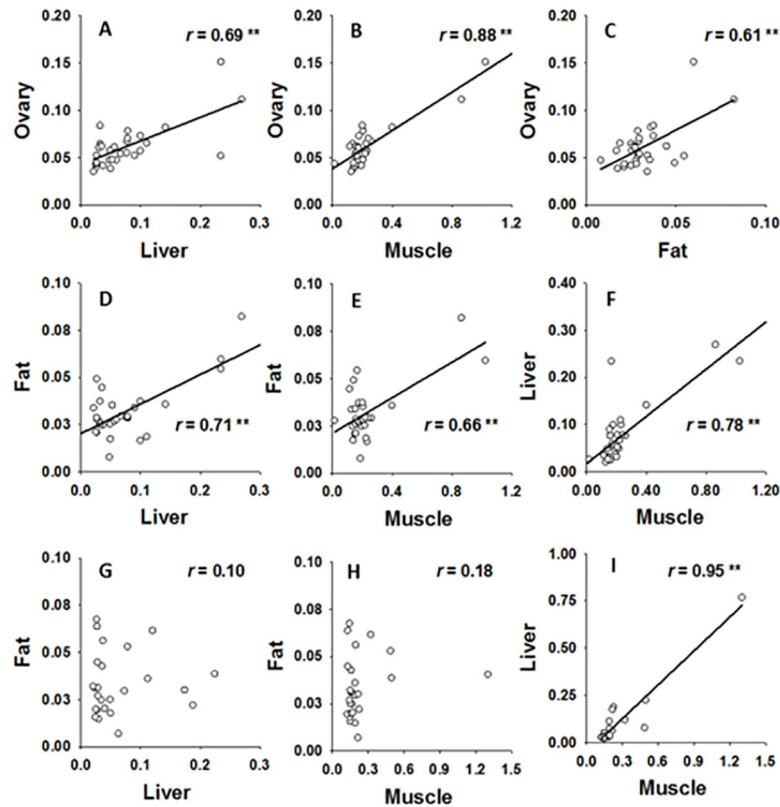 A r = 0.69 **
Ovary
0.20
0.15
0.10
0.05
0.00
0.0 0.1 0.2 0.3
Liver
B r = 0.88 **
Ovary
0.20
0.15
0.10
0.05
0.00
0.0 0.4 0.8 1.2
Muscle
C r = 0.61 **
Ovary
0.20
0.15
0.10
0.05
0.00
0.00 0.05 0.10
Fat
D
Fat
0.10
0.08
0.05
0.03
0.00
r = 0.71 **
0.0 0.1 0.2 0.3
Liver
E
Fat
0.10
0.08
0.05
0.03
0.00
r = 0.66 **
0.0 0.4 0.8 1.2
Muscle
F
Liver
0.40
0.30
0.20
0.10
0.00
r = 0.78 **
0.00 0.40 0.80 1.20
Muscle
G r = 0.10
Fat
0.10
0.08
0.05
0.03
0.00
0.0 0.1 0.2 0.3
Liver
H r = 0.18
Fat
0.10
0.08
0.05
0.03
0.00
0.0 0.3 0.6 0.9 1.2 1.5
Muscle
I r = 0.95 **
Liver
1.00
0.75
0.50
0.25
0.00
0.0 0.3 0.6 0.9 1.2 1.5
Muscle